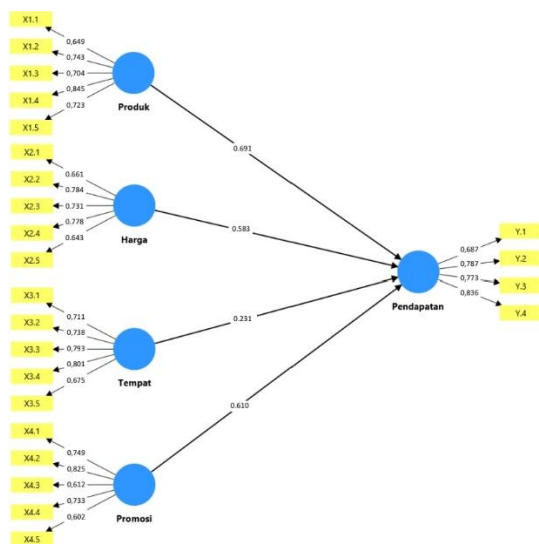 X1.1
0,649
X1.2
0,743
X1.3
0,704
X1.4
0,845
X1.5
0,723
Produk
0.691
X2.1
0.661
X2.2
0.784
X2.3
0.731
X2.4
0.778
X2.5
0.643
Harga
0.583
X3.1
0,711
X3.2
0,738
X3.3
0,793
X3.4
0,801
X3.5
0,675
Tempat
0.231
X4.1
0,749
X4.2
0,825
X4.3
0,612
X4.4
0,733
X4.5
0,602
Promosi
0.610
Pendapatan
Y.1
0,687
Y.2
0,787
Y.3
0,773
Y.4
0,836